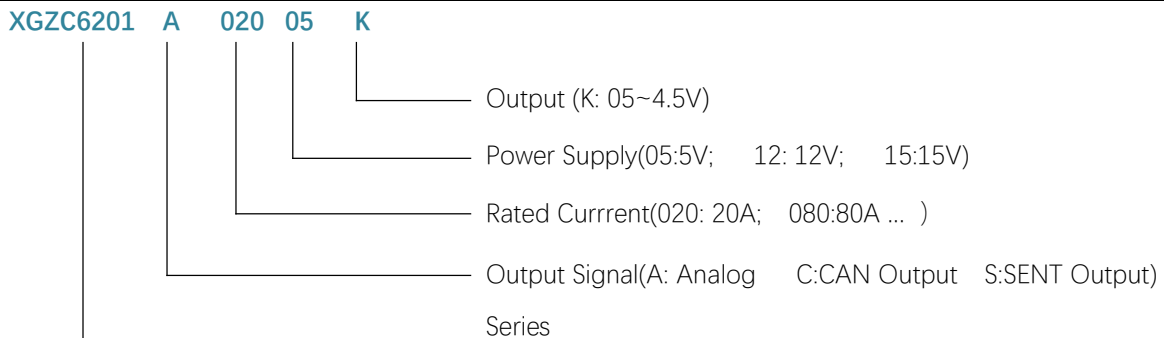 XGZC6201 A 020 05 K
Output (K: 05~4.5V)
Power Supply(05:5V; 12: 12V; 15:15V)
Rated Currrent(020: 20A; 080:80A ... )
Output Signal(A: Analog C:CAN Output S:SENT Output)
Series